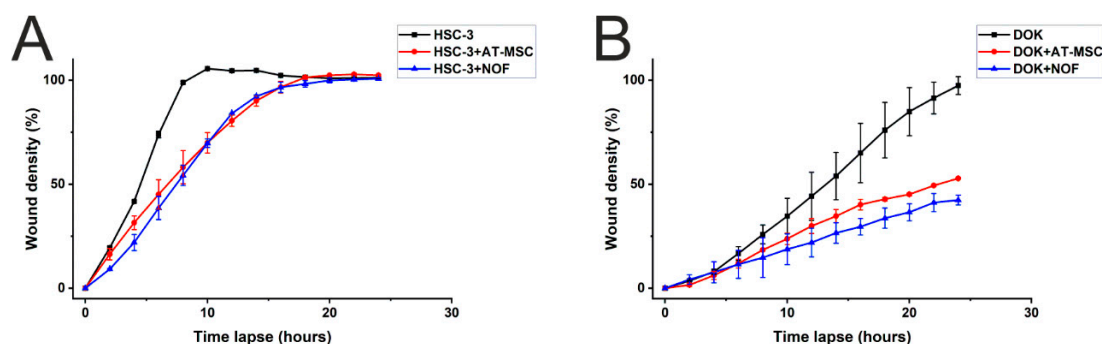 A
HSC-3
HSC-3+AT-MSC
HSC-3+NOF
100
50
0
Wound density (%)
0
10
20
30
Time lapse (hours)
B
DOK
DOK+AT-MSC
DOK+NOF
100
50
0
Wound density (%)
0
10
20
30
Time lapse (hours)